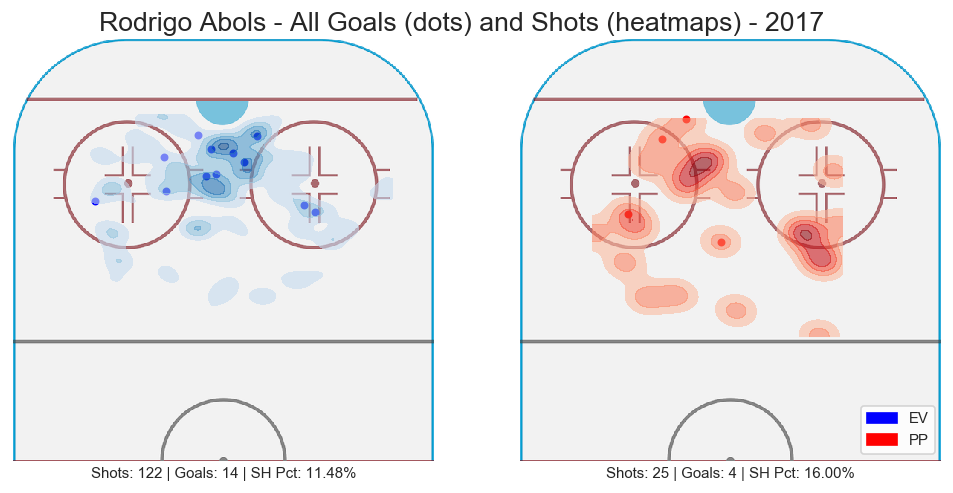 Rodrigo Abols - All Goals (dots) and Shots (heatmaps) - 2017
EV
PP
Shots: 122 | Goals: 14 | SH Pct: 11.48%
Shots: 25 | Goals: 4 | SH Pct: 16.00%